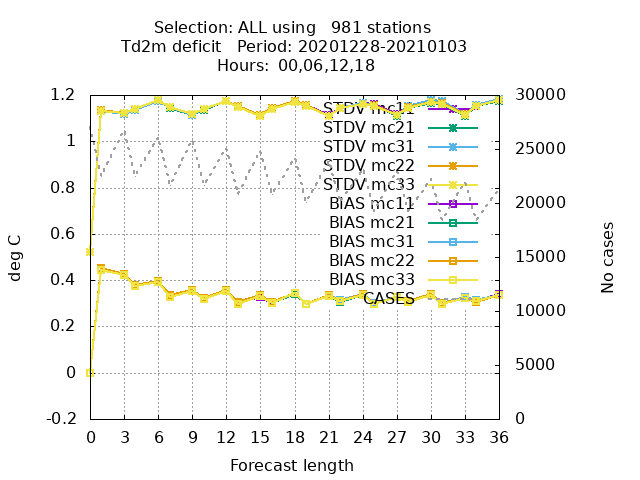 Selection: ALL using   981 stations
Td2m deficit   Period: 20201228-20210103
Hours:  00,06,12,18
1.2
1
0.8
0.6
0.4
0.2
0
-0.2
deg C
STDV mc11
STDV mc21
STDV mc31
STDV mc22
STDV mc33
BIAS mc11
BIAS mc21
BIAS mc31
BIAS mc22
BIAS mc33
CASES
30000
25000
20000
15000
10000
5000
0
No cases
0 3 6 9 12 15 18 21 24 27 30 33 36
Forecast length